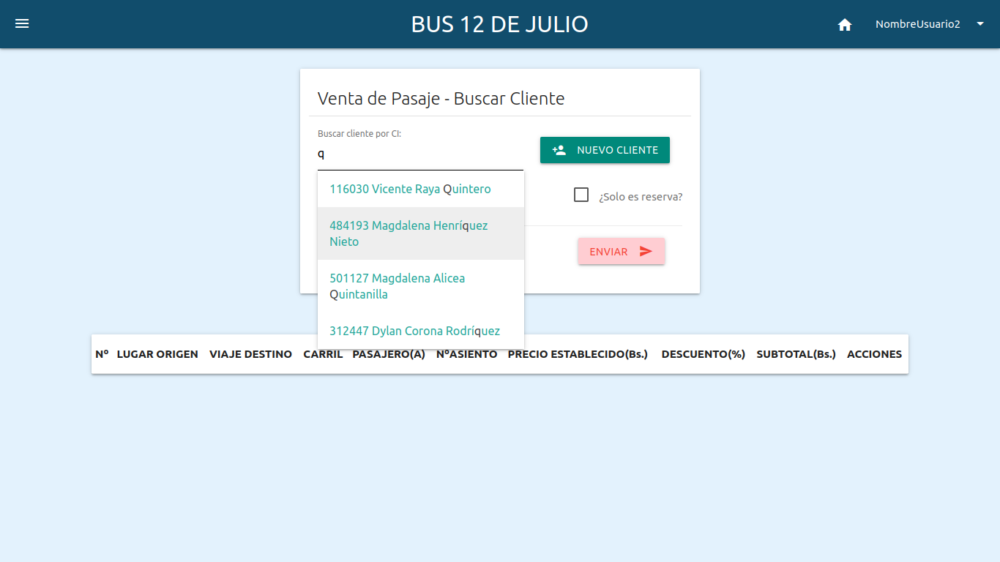 BUS 12 DE JULIO
NombreUsuario2
Venta de Pasaje - Buscar Cliente
Buscar cliente por CI:
q
NUEVO CLIENTE
116030 Vicente Raya Quintero
¿Solo es reserva?
484193 Magdalena Henríquez
Nieto
ENVIAR
501127 Magdalena Alicea
Quintanilla
312447 Dylan Corona Rodríquez
Nº LUGAR ORIGEN VIAJE DESTINO CARRIL PASAJERO(A) NºASIENTO PRECIO ESTABLECIDO(Bs.) DESCUENTO(%) SUBTOTAL(Bs.) ACCIONES